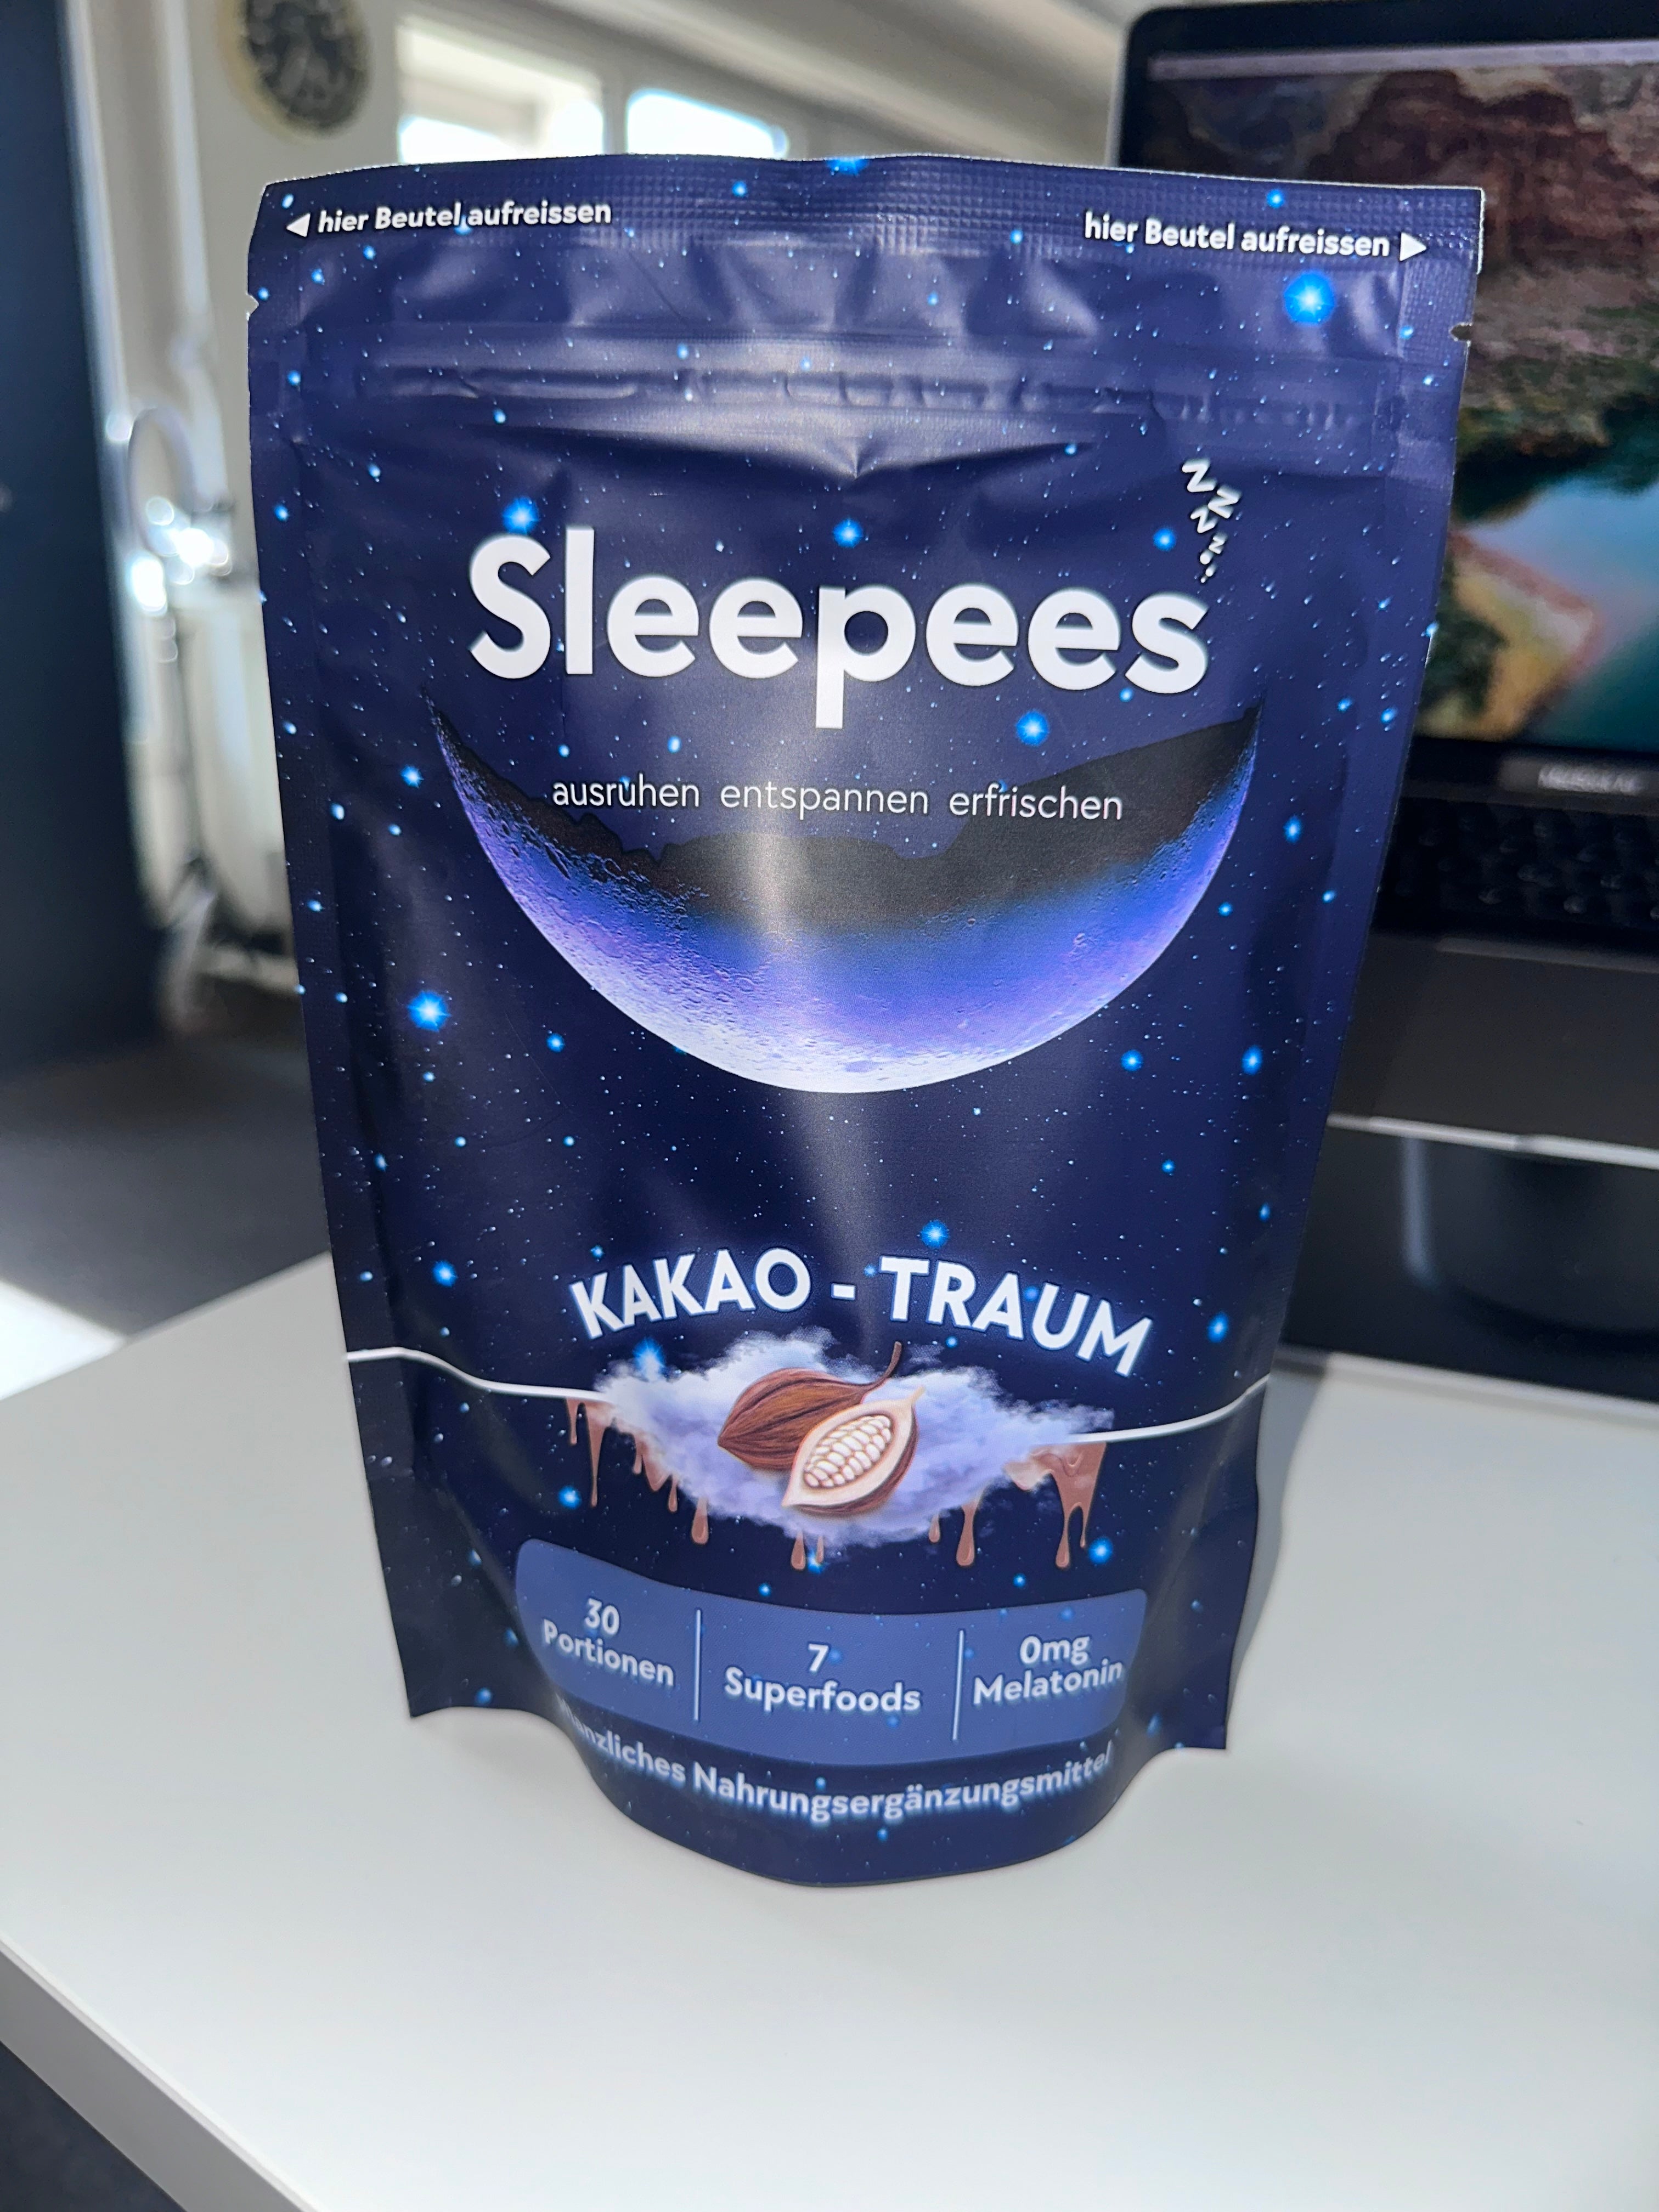 hier Beutel aufreissen
hier Beutel aufreissen
zzzz..
Sleepees
ausruhen entspannen erfrischen
KAKAO - TRAUM
30
Portionen
7
Superfoods
0mg
Melatonin
Nahrungsergänzungsmittel